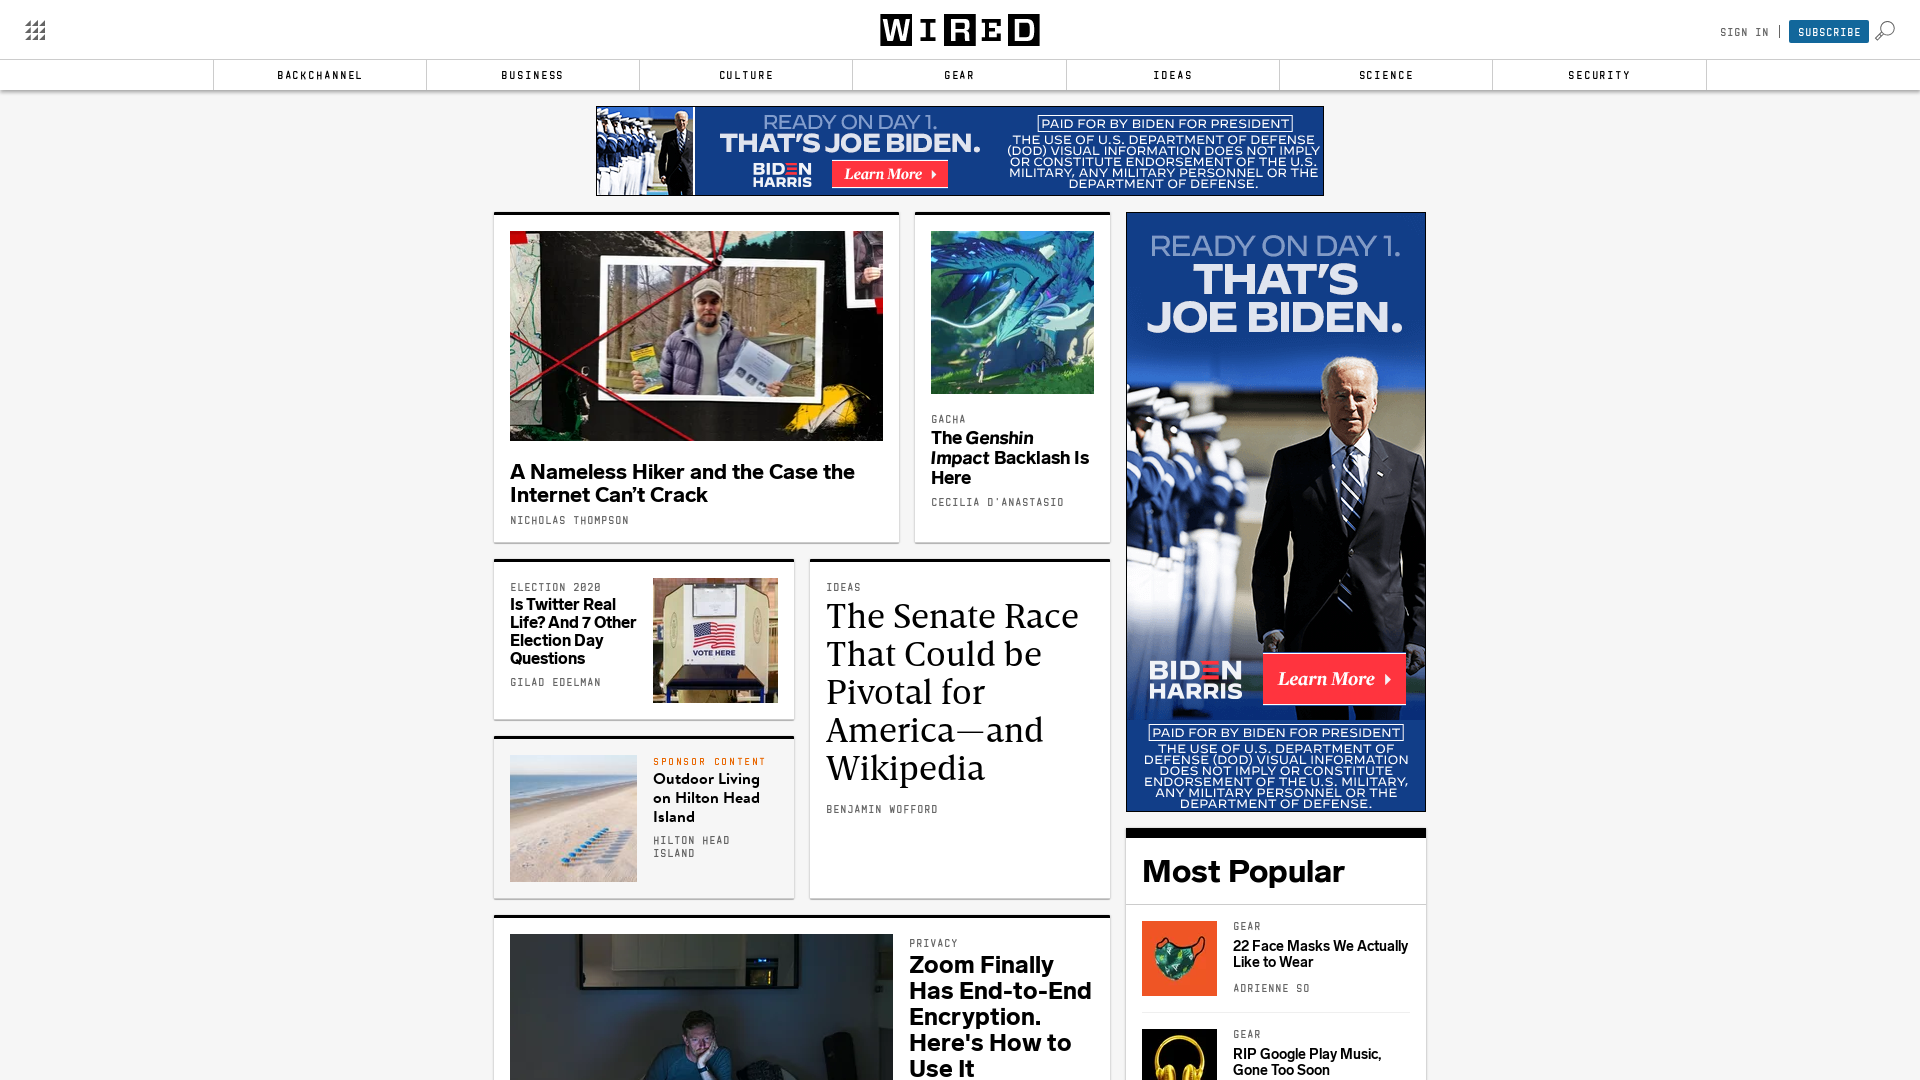 WIRED
SIGN IN
SUBSCRIBE
BACKCHANNEL
BUSINESS
CULTURE
GEAR
IDEAS
SCIENCE
SECURITY
READY ON DAY 1.
THAT'S JOE BIDEN.
BIDEN
HARRIS
Learn More
PAID FOR BY BIDEN FOR PRESIDENT
THE USE OF U.S. DEPARTMENT OF DEFENSE
(DOD) VISUAL INFORMATION DOES NOT IMPLY
OR CONSTITUTE ENDORSEMENT OF THE U.S.
MILITARY, ANY MILITARY PERSONNEL OR THE
DEPARTMENT OF DEFENSE.
A Nameless Hiker and the Case the
Internet Can't Crack
NICHOLAS THOMPSON
GACHA
The Genshin
Impact Backlash Is
Here
CECILIA D'ANASTASIO
READY ON DAY 1.
THAT'S
JOE BIDEN.
BIDEN
HARRIS
Learn More
PAID FOR BY BIDEN FOR PRESIDENT
THE USE OF U.S. DEPARTMENT OF
DEFENSE (DOD) VISUAL INFORMATION
DOES NOT IMPLY OR CONSTITUTE
ENDORSEMENT OF THE U.S. MILITARY,
ANY MILITARY PERSONNEL OR THE
DEPARTMENT OF DEFENSE.
ELECTION 2020
Is Twitter Real
Life? And 7 Other
Election Day
Questions
GILAD EDELMAN
VOTE HERE
IDEAS
The Senate Race
That Could be
Pivotal for
America—and
Wikipedia
BENJAMIN WOFFORD
SPONSOR CONTENT
Outdoor Living
on Hilton Head
Island
HILTON HEAD
ISLAND
PRIVACY
Zoom Finally
Has End-to-End
Encryption.
Here's How to
Use It
Most Popular
GEAR
22 Face Masks We Actually
Like to Wear
ADRIENNE SO
GEAR
RIP Google Play Music,
Gone Too Soon